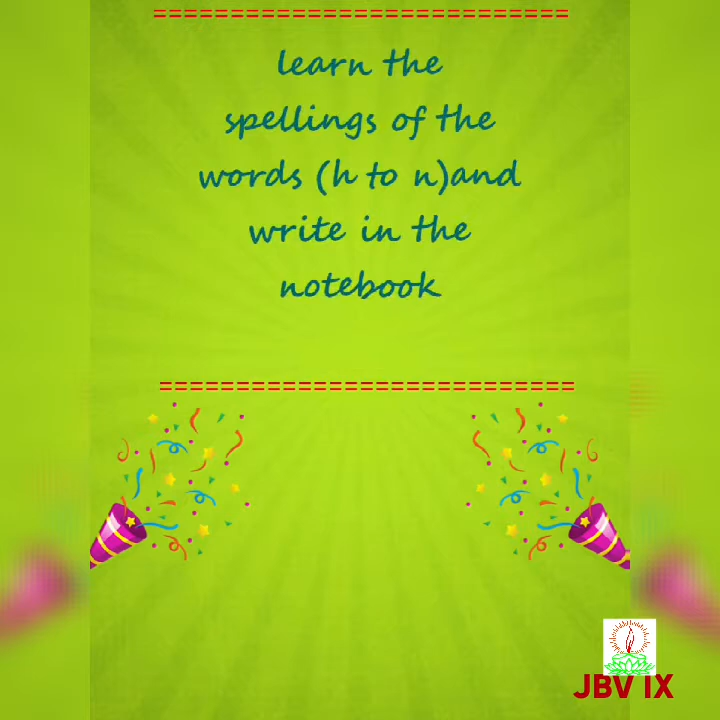 =======================
learn the
spellings of the
words (h to n)and
write in the
notebook
=======================
JBV IX